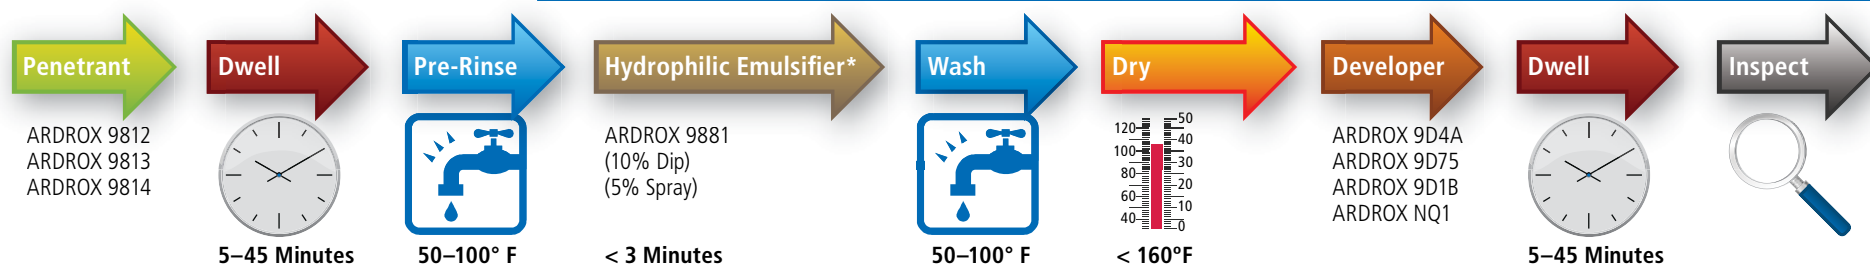 Penetrant
Dwell
Pre-Rinse
Hydrophilic Emulsifier*
Wash
Dry
Developer
Dwell
Inspect
ARDROX 9812
ARDROX 9813
ARDROX 9814
5–45 Minutes
50–100° F
ARDROX 9881
(10% Dip)
(5% Spray)
< 3 Minutes
50–100° F
120
100
80
60
40
50
40
30
20
10
0
< 160°F
ARDROX 9D4A
ARDROX 9D75
ARDROX 9D1B
ARDROX NQ1
5–45 Minutes